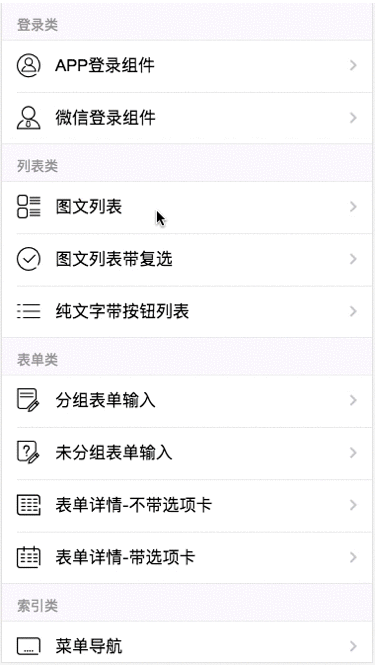 登录类
APP登录组件
微信登录组件
列表类
图文列表
图文列表带复选
纯文字带按钮列表
表单类
分组表单输入
未分组表单输入
表单详情-不带选项卡
表单详情-带选项卡
索引类
菜单导航